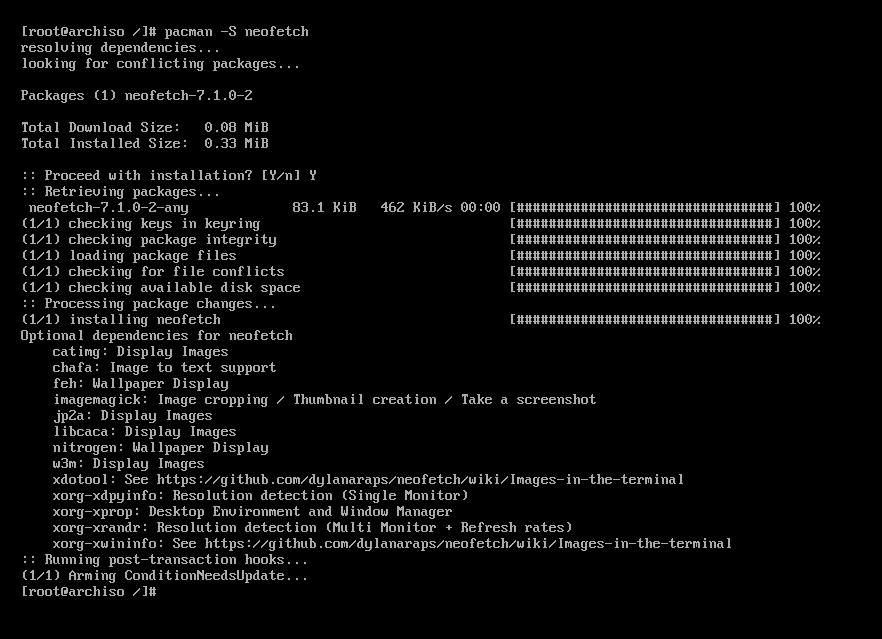 [root@archiso /]# pacman -S neofetch
resolving dependencies...
looking for conflicting packages...
Packages (1) neofetch-7.1.0-2
Total Download Size:   0.08 MiB
Total Installed Size:  0.33 MiB
:: Proceed with installation? [Y/n] Y
:: Retrieving packages...
 neofetch-7.1.0-2-any             83.1 KiB   462 KiB/s 00:00 [################################] 100%
(1/1) checking keys in keyring                               [################################] 100%
(1/1) checking package integrity                             [################################] 100%
(1/1) loading package files                                  [################################] 100%
(1/1) checking for file conflicts                            [################################] 100%
(1/1) checking available disk space                          [################################] 100%
:: Processing package changes...
(1/1) installing neofetch                                    [################################] 100%
Optional dependencies for neofetch
    catimg: Display Images
    chafa: Image to text support
    feh: Wallpaper Display
    imagemagick: Image cropping / Thumbnail creation / Take a screenshot
    jp2a: Display Images
    libcaca: Display Images
    nitrogen: Wallpaper Display
    w3m: Display Images
    xdotool: See https://github.com/dylanaraps/neofetch/wiki/Images-in-the-terminal
    xorg-xdpyinfo: Resolution detection (Single Monitor)
    xorg-xprop: Desktop Environment and Window Manager
    xorg-xrandr: Resolution detection (Multi Monitor + Refresh rates)
    xorg-xwininfo: See https://github.com/dylanaraps/neofetch/wiki/Images-in-the-terminal
:: Running post-transaction hooks...
(1/1) Arming ConditionNeedsUpdate...
[root@archiso /]#